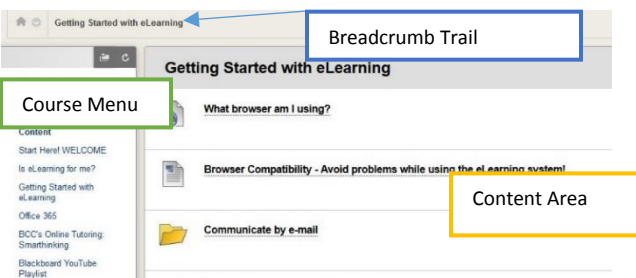 Getting Started with eLearning
Breadcrumb Trail
Getting Started with eLearning
Course Menu
What browser am I using?
Content
Start Here! WELCOME
Is eLearning for me?
Browser Compatibility - Avoid problems while using the eLearning system!
Getting Started with
eLearning
Content Area
Office 365
Communicate by e-mail
BCC's Online Tutoring:
Smarthinking
Blackboard YouTube
Playlist